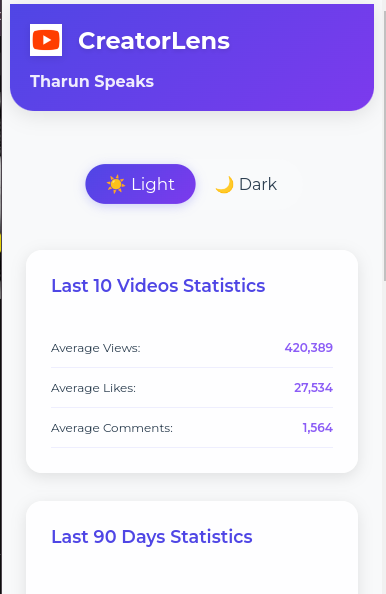 CreatorLens
Tharun Speaks
☀️ Light 🌙 Dark
Last 10 Videos Statistics
Average Views: 420,389
Average Likes: 27,534
Average Comments: 1,564
Last 90 Days Statistics